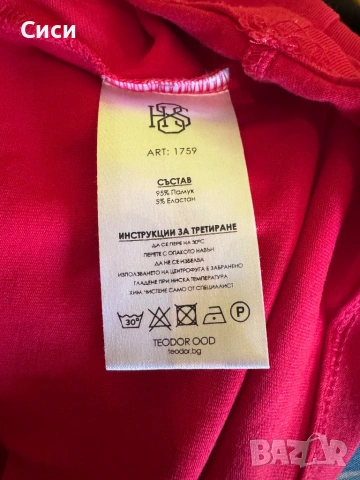 Сиси
ART: 1759
СЪСТАВ
95% Памук
5% Еластан
ИНСТРУКЦИИ ЗА ТРЕТИРАНЕ
ДА СЕ ПЕРЕ НА 30°C
ПЕРЕТЕ С ОПАКОТО НАВЪН
ДА НЕ СЕ ИЗБЕЛВА
ИЗПОЛЗВАНЕТО НА ЦЕНТРОФУГА Е ЗАБРАНЕНО
ГЛАДЕНЕ ПРИ НИСКА ТЕМПЕРАТУРА
ХИМ. ЧИСТЕНЕ САМО ОТ СПЕЦИАЛИСТ
30° P
TEODOR OOD
teodor.bg
BAZAR
bg